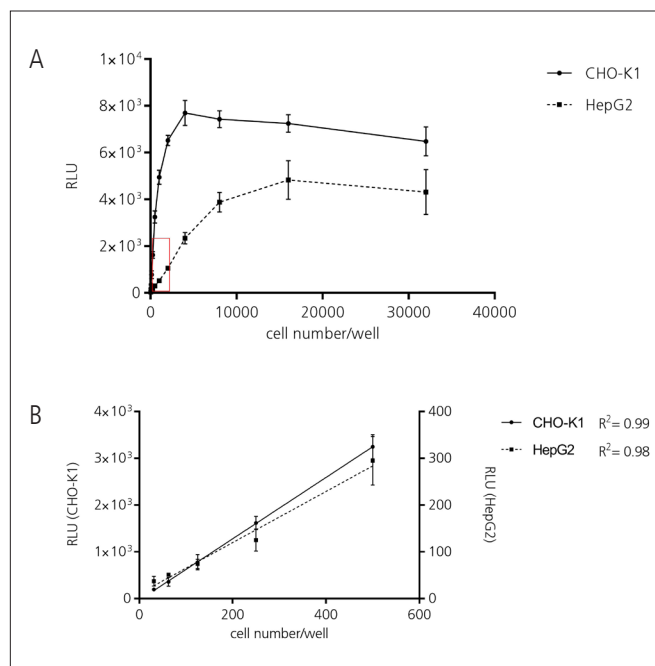 A
1×10⁴
8×10³
6×10³
4×10³
2×10³
0
RLU
0
10000
20000
30000
40000
cell number/well
CHO-K1
HepG2
B
4×10³
3×10³
2×10³
1×10³
0
RLU (CHO-K1)
400
300
200
100
0
RLU (HepG2)
0
200
400
600
cell number/well
CHO-K1 R²= 0.99
HepG2 R²= 0.98